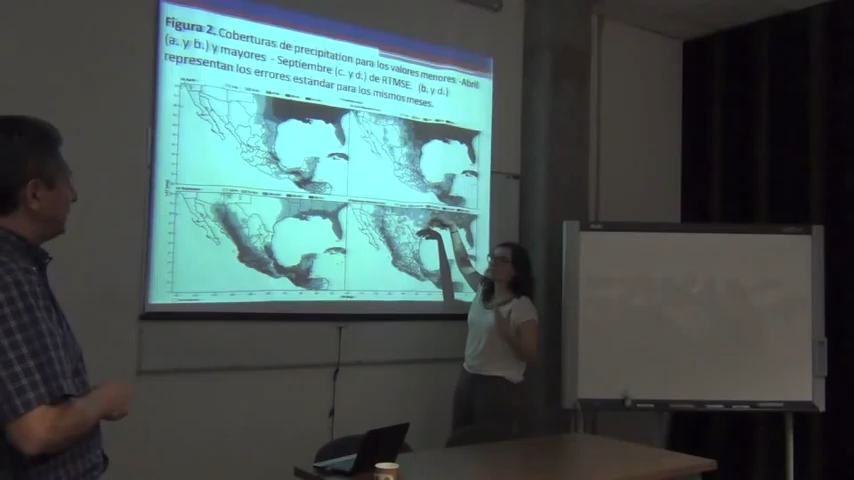 Figura 2. Coberturas de precipitation para los valores menores -Abril
(a. y b.) y mayores - Septiembre (c. y d.) de RTMSE. (b. y d.)
representan los errores estándar para los mismos meses.